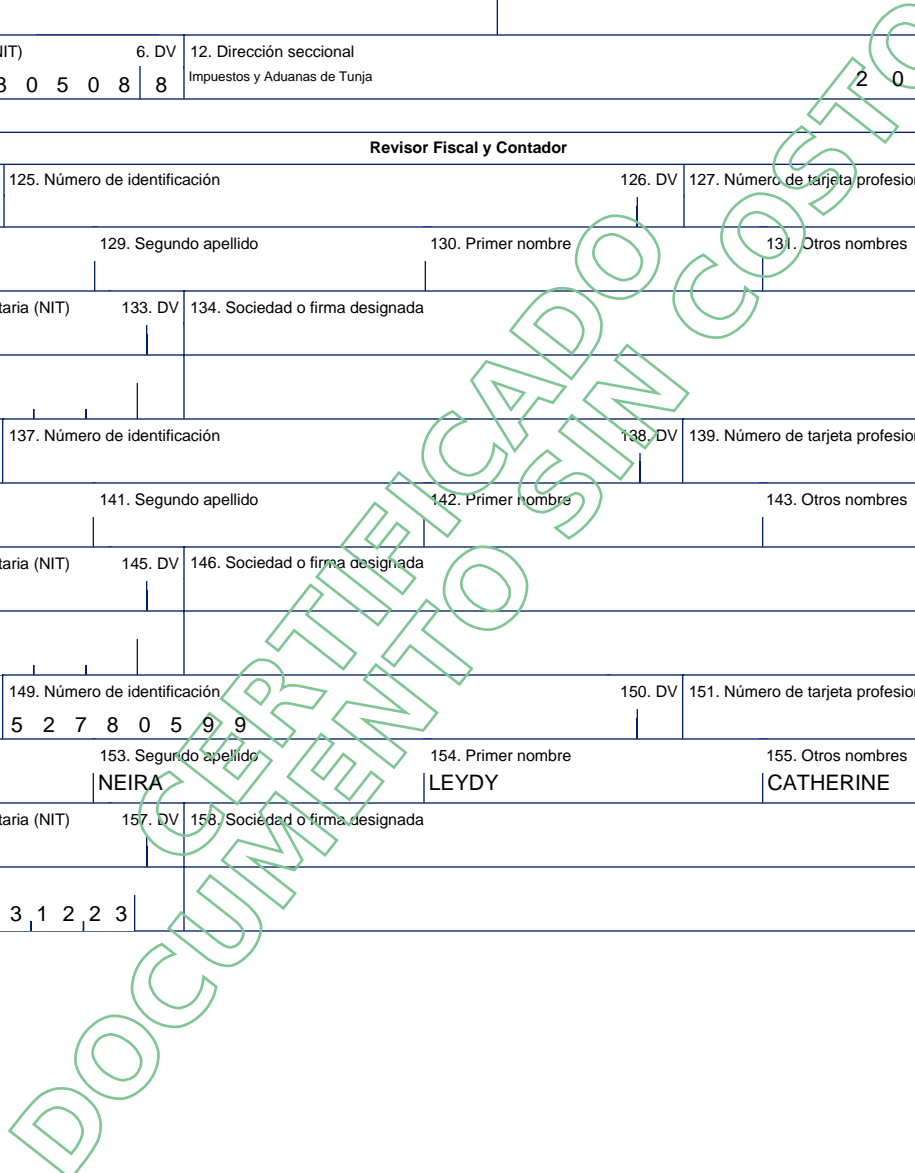 IT) 6. DV 12. Dirección seccional
3 0 5 0 8 8 Impuestos y Aduanas de Tunja 2 0
Revisor Fiscal y Contador
125. Número de identificación 126. DV 127. Número de tarjeta profesion
129. Segundo apellido 130. Primer nombre 131. Otros nombres
taria (NIT) 133. DV 134. Sociedad o firma designada
137. Número de identificación 138. DV 139. Número de tarjeta profesion
141. Segundo apellido 142. Primer nombre 143. Otros nombres
taria (NIT) 145. DV 146. Sociedad o firma designada
149. Número de identificación 150. DV 151. Número de tarjeta profesion
5 2 7 8 0 5 9 9
153. Segundo apellido 154. Primer nombre 155. Otros nombres
NEIRA LEYDY CATHERINE
taria (NIT) 157. DV 158. Sociedad o firma designada
3 1 2 2 3
CERTIFICADO
DOCUMENTO SIN COSTO